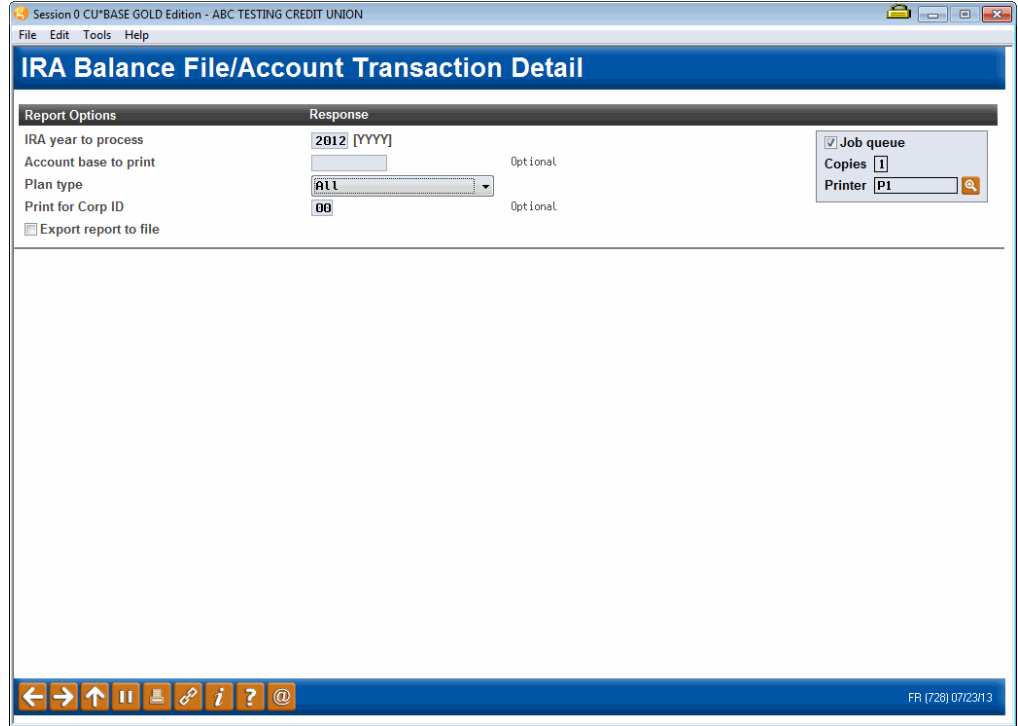 Session 0 CU*BASE GOLD Edition - ABC TESTING CREDIT UNION
File Edit Tools Help
IRA Balance File/Account Transaction Detail
Report Options Response
IRA year to process 2012 [YYYY]
Job queue
Account base to print Optional
Copies 1
Plan type All
Printer P1
Print for Corp ID 00 Optional
Export report to file
i ? @
FR (728) 07/23/13